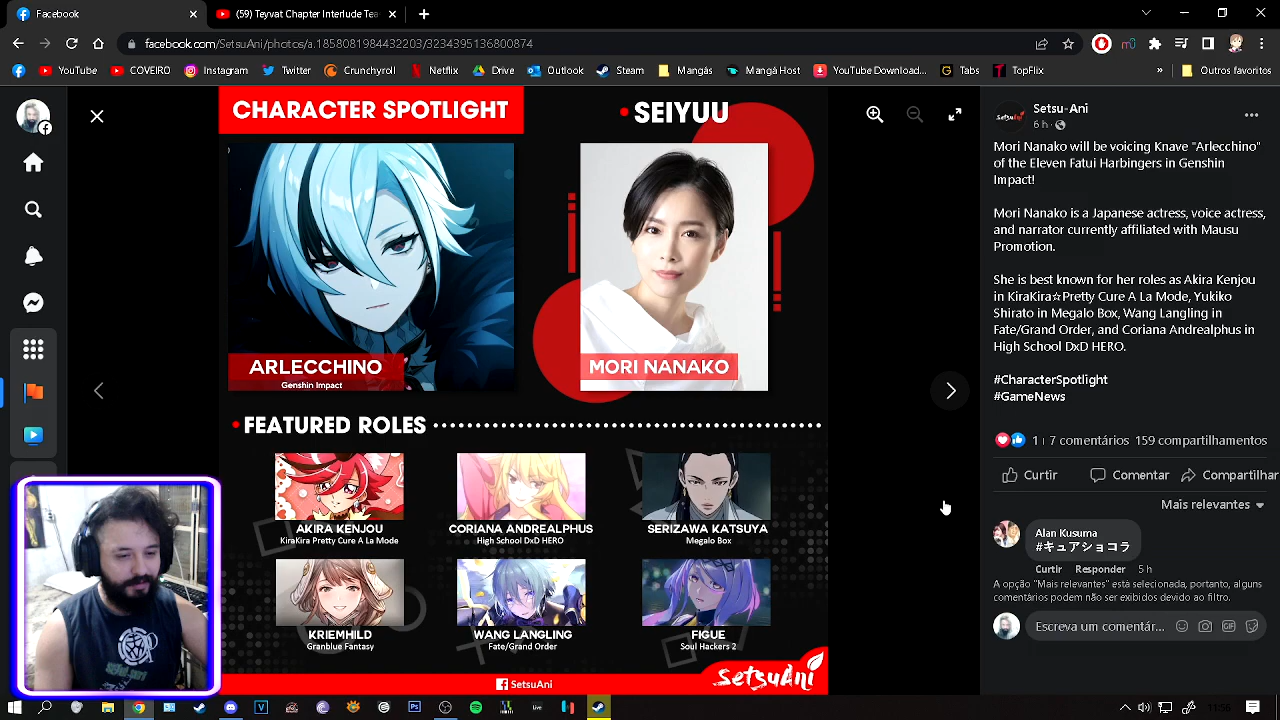 Facebook
(59) Teyvat Chapter Interlude Tea
facebook.com/SetsuAni/photos/a.1858081984432203/3234395136800874
YouTube
COVEIRO
Instagram
Twitter
Crunchyroll
Netflix
Drive
Outlook
Steam
Mangás
Mangá Host
YouTube Download...
Tabs
TopFlix
»
Outros favoritos
CHARACTER SPOTLIGHT
SEIYUU
ARLECCHINO
Genshin Impact
MORI NANAKO
FEATURED ROLES
AKIRA KENJOU
KiraKira Pretty Cure A La Mode
CORIANA ANDREALPHUS
High School DxD HERO
SERIZAWA KATSUYA
Megalo Box
KRIEMHILD
Granblue Fantasy
WANG LANGLING
Fate/Grand Order
FIGUE
Soul Hackers 2
SetsuAni
SetsuAni
Setsu-Ani
6 h
Mori Nanako will be voicing Knave "Arlecchino"
of the Eleven Fatui Harbingers in Genshin
Impact!
Mori Nanako is a Japanese actress, voice actress,
and narrator currently affiliated with Mausu
Promotion.
She is best known for her roles as Akira Kenjou
in KiraKira☆Pretty Cure A La Mode, Yukiko
Shirato in Megalo Box, Wang Langling in
Fate/Grand Order, and Coriana Andrealphus in
High School DxD HERO.
#CharacterSpotlight
#GameNews
7 comentários 159 compartilhamentos
Curtir
Comentar
Compartilhar
Mais relevantes
Alan Kusuma
#キュアショコラ
Curtir Responder 5 h
A opção "Mais relevantes" está selecionada, portanto, alguns
comentários podem não ser exibidos devido ao filtro.
Escreva um comentár...
11:56